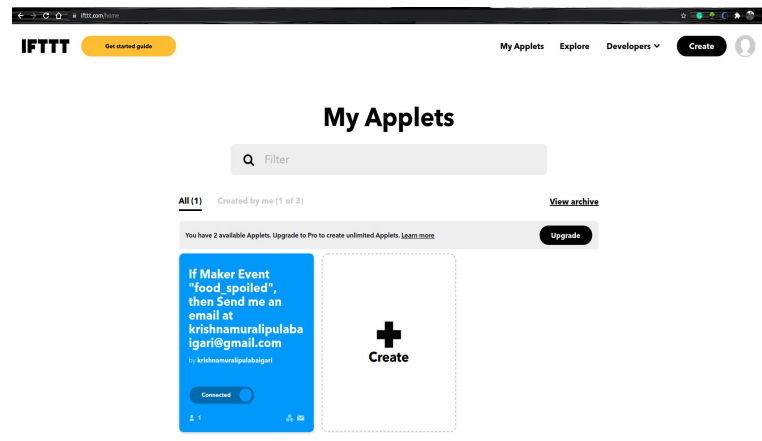 ifttt.com/home
IFTTT
Get started guide
My Applets Explore Developers Create
My Applets
Filter
All (1) Created by me (1 of 3) View archive
You have 2 available Applets. Upgrade to Pro to create unlimited Applets. Learn more Upgrade
If Maker Event
"food_spoiled",
then Send me an
email at
krishnamuralipulaba
igari@gmail.com
by krishnamuralipulabaigari
Connected
1
Create